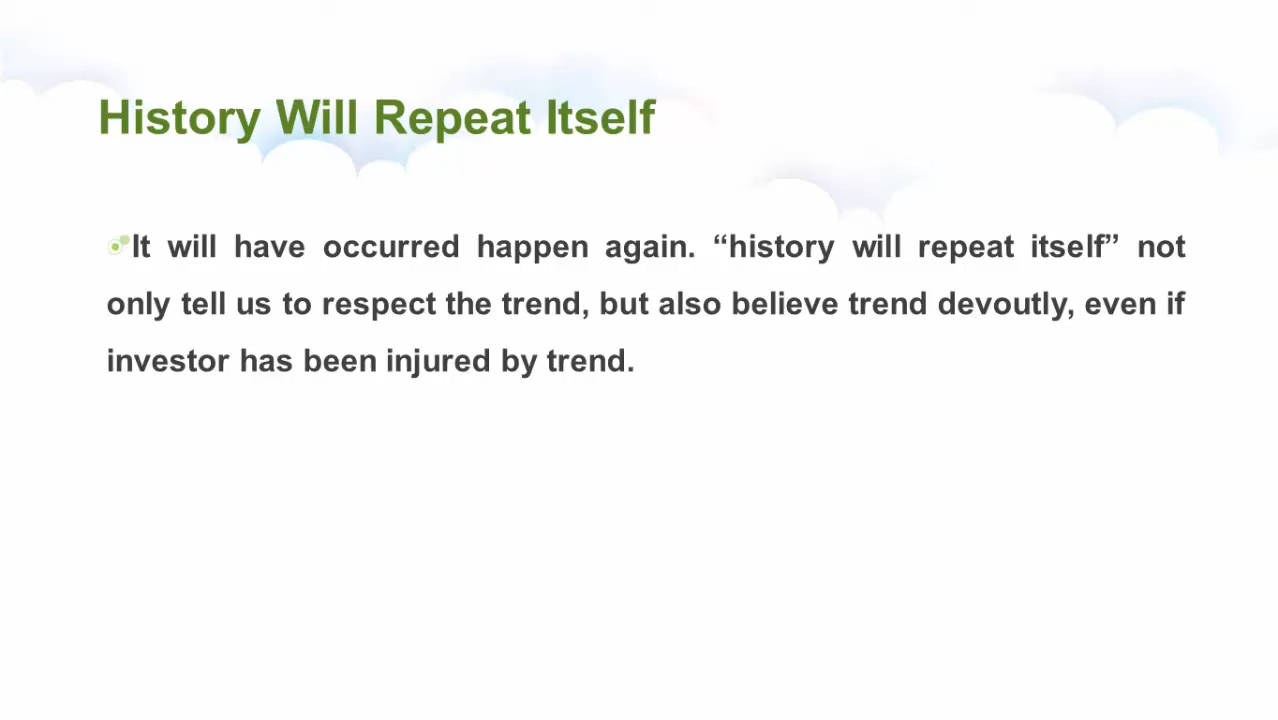 History Will Repeat Itself
It will have occurred happen again. “history will repeat itself” not
only tell us to respect the trend, but also believe trend devoutly, even if
investor has been injured by trend.